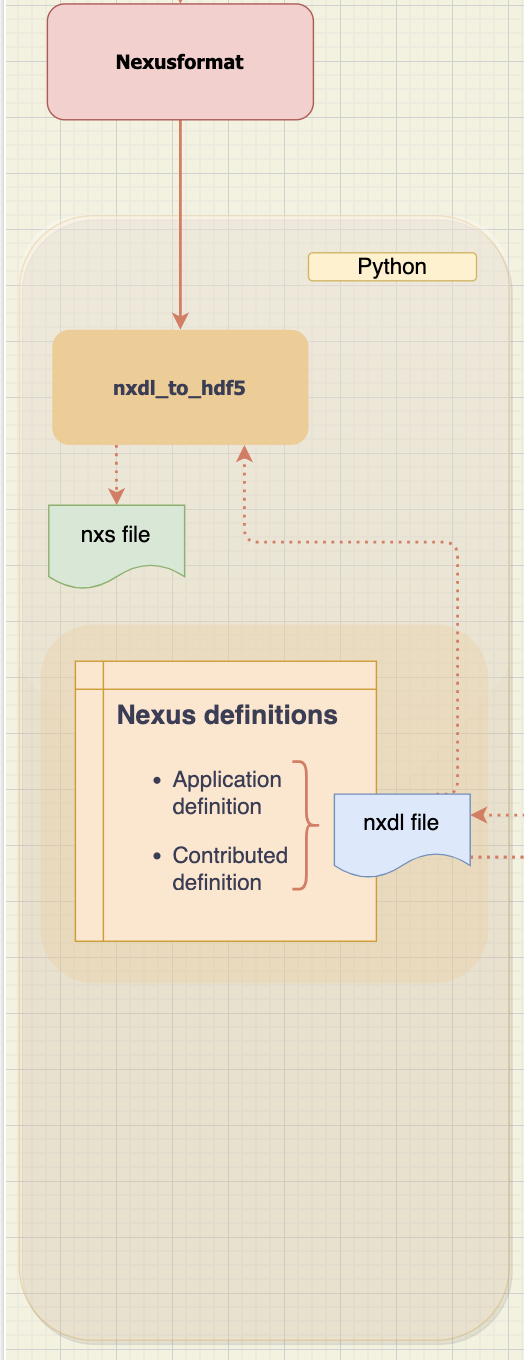 Nexusformat
Python
nxdl_to_hdf5
nxs file
Nexus definitions
• Application
definition
• Contributed
definition
nxdl file